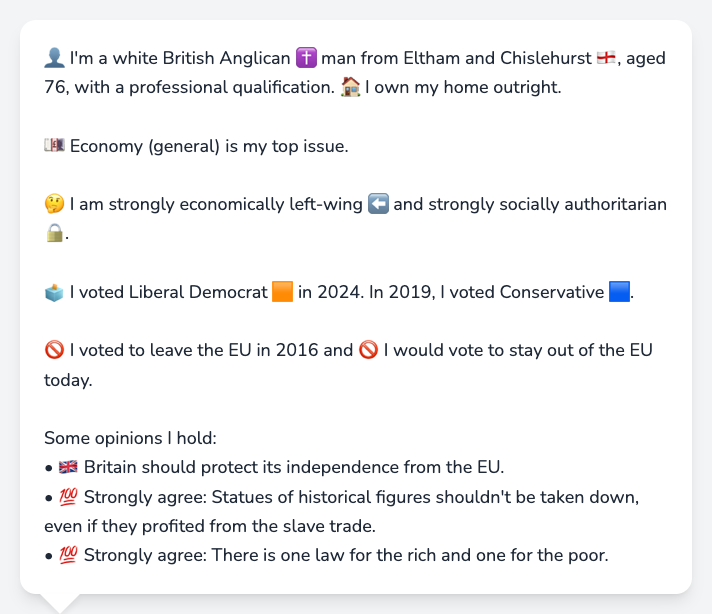 👤 I'm a white British Anglican ✝️ man from Eltham and Chislehurst 🏴󠁧󠁢󠁥󠁮󠁧󠁿, aged
76, with a professional qualification. 🏠 I own my home outright.
💷 Economy (general) is my top issue.
🤔 I am strongly economically left-wing ⬅️ and strongly socially authoritarian
🔒.
🗳️ I voted Liberal Democrat 🟧 in 2024. In 2019, I voted Conservative 🟦.
🚫 I voted to leave the EU in 2016 and 🚫 I would vote to stay out of the EU
today.
Some opinions I hold:
• 🇬🇧 Britain should protect its independence from the EU.
• 💯 Strongly agree: Statues of historical figures shouldn't be taken down,
even if they profited from the slave trade.
• 💯 Strongly agree: There is one law for the rich and one for the poor.